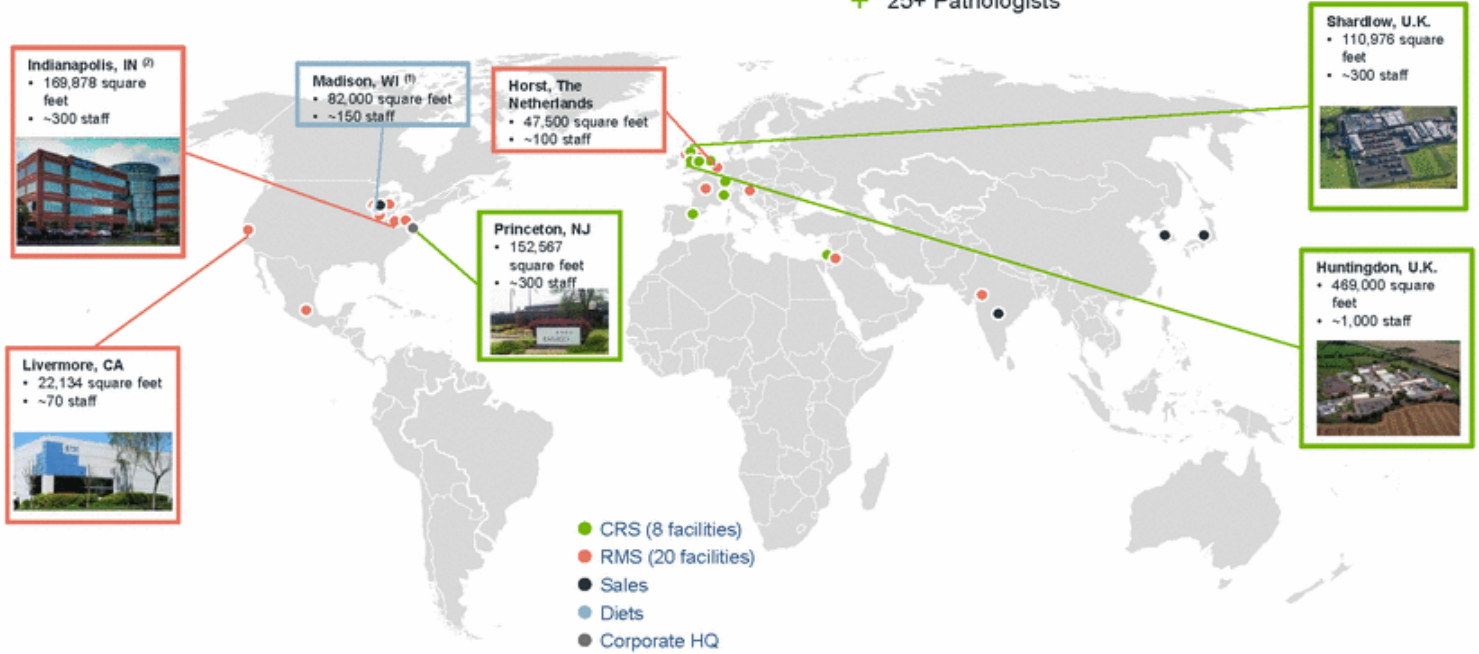 + 25+ Pathologists
Indianapolis, IN (2)
• 169,878 square
feet
• ~300 staff
Madison, WI (1)
• 82,000 square feet
• ~150 staff
Horst, The
Netherlands
• 47,500 square feet
• ~100 staff
Shardlow, U.K.
• 110,976 square
feet
• ~300 staff
Princeton, NJ
• 152,567
square feet
• ~300 staff
Huntingdon, U.K.
• 469,000 square
feet
• ~1,000 staff
Livermore, CA
• 22,134 square feet
• ~70 staff
CRS (8 facilities)
RMS (20 facilities)
Sales
Diets
Corporate HQ